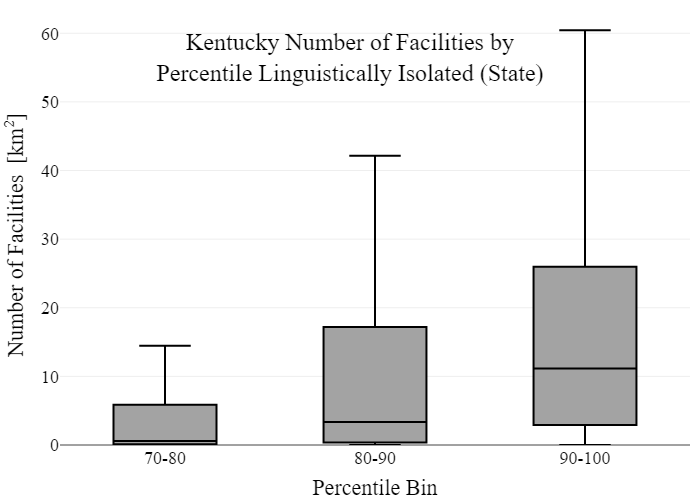 Kentucky Number of Facilities by
Percentile Linguistically Isolated (State)
Number of Facilities [km²]
60
50
40
30
20
10
0
70-80
80-90
90-100
Percentile Bin